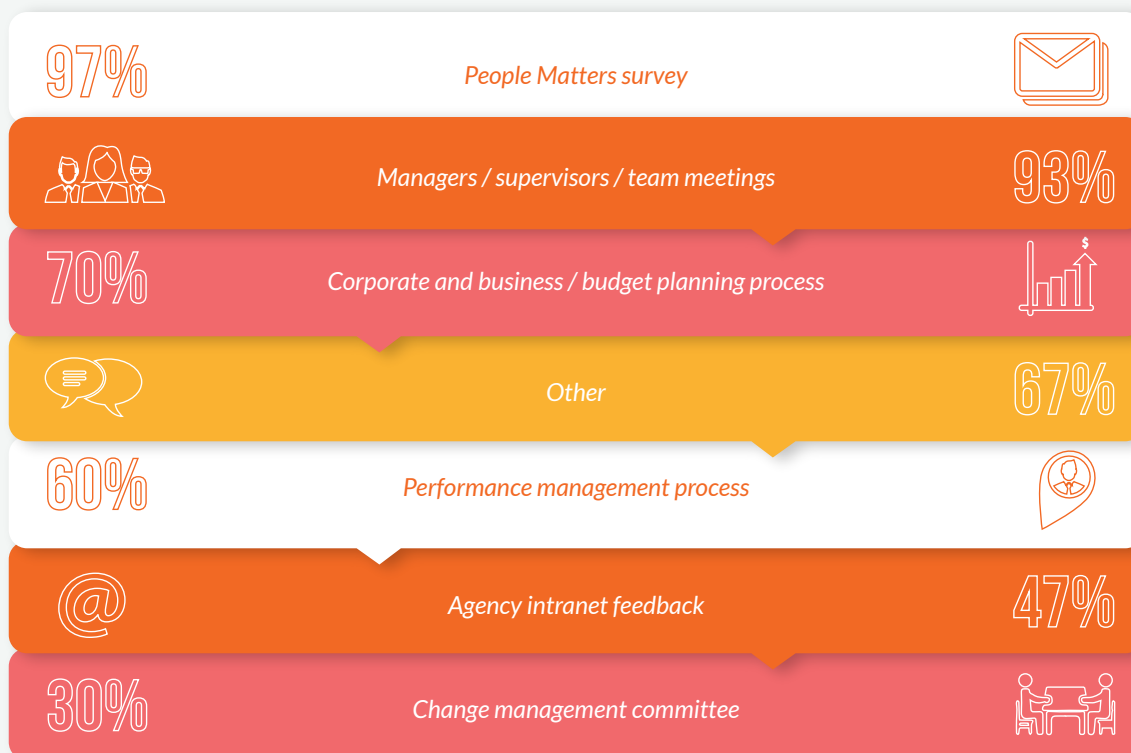 97% People Matters survey
Managers / supervisors / team meetings 93%
70% Corporate and business / budget planning process $
Other 67%
60% Performance management process
@ Agency intranet feedback 47%
30% Change management committee